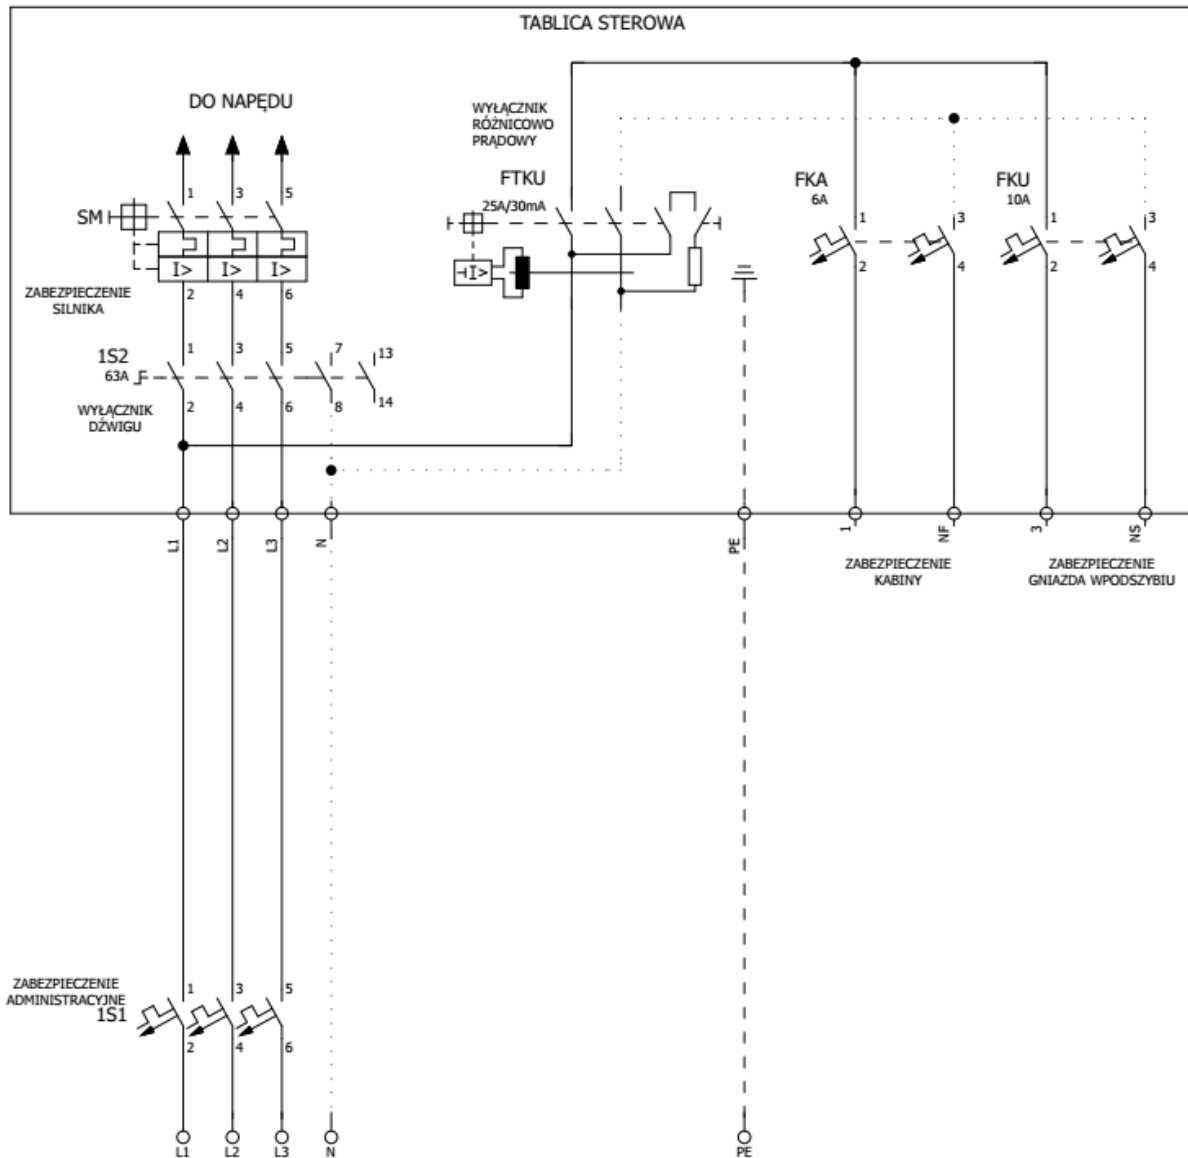 TABLICA STEROWA
DO NAPĘDU
WYŁĄCZNIK
RÓŻNICOWO
PRĄDOWY
FTKU
25A/30mA
FKA
6A
FKU
10A
1
3
5
SM
1
3
1
3
I>
I>
I>
I>
2
4
2
4
ZABEZPIECZENIE
SILNIKA
2
4
6
1S2
63A
1
3
5
7
13
WYŁĄCZNIK
DŹWIGU
2
4
6
8
14
L1
L2
L3
N
PE
1
NF
3
NS
ZABEZPIECZENIE
KABINY
ZABEZPIECZENIE
GNIAZDA WPODSZYBIU
ZABEZPIECZENIE
ADMINISTRACYJNE
1S1
1
3
5
2
4
6
L1
L2
L3
N
PE